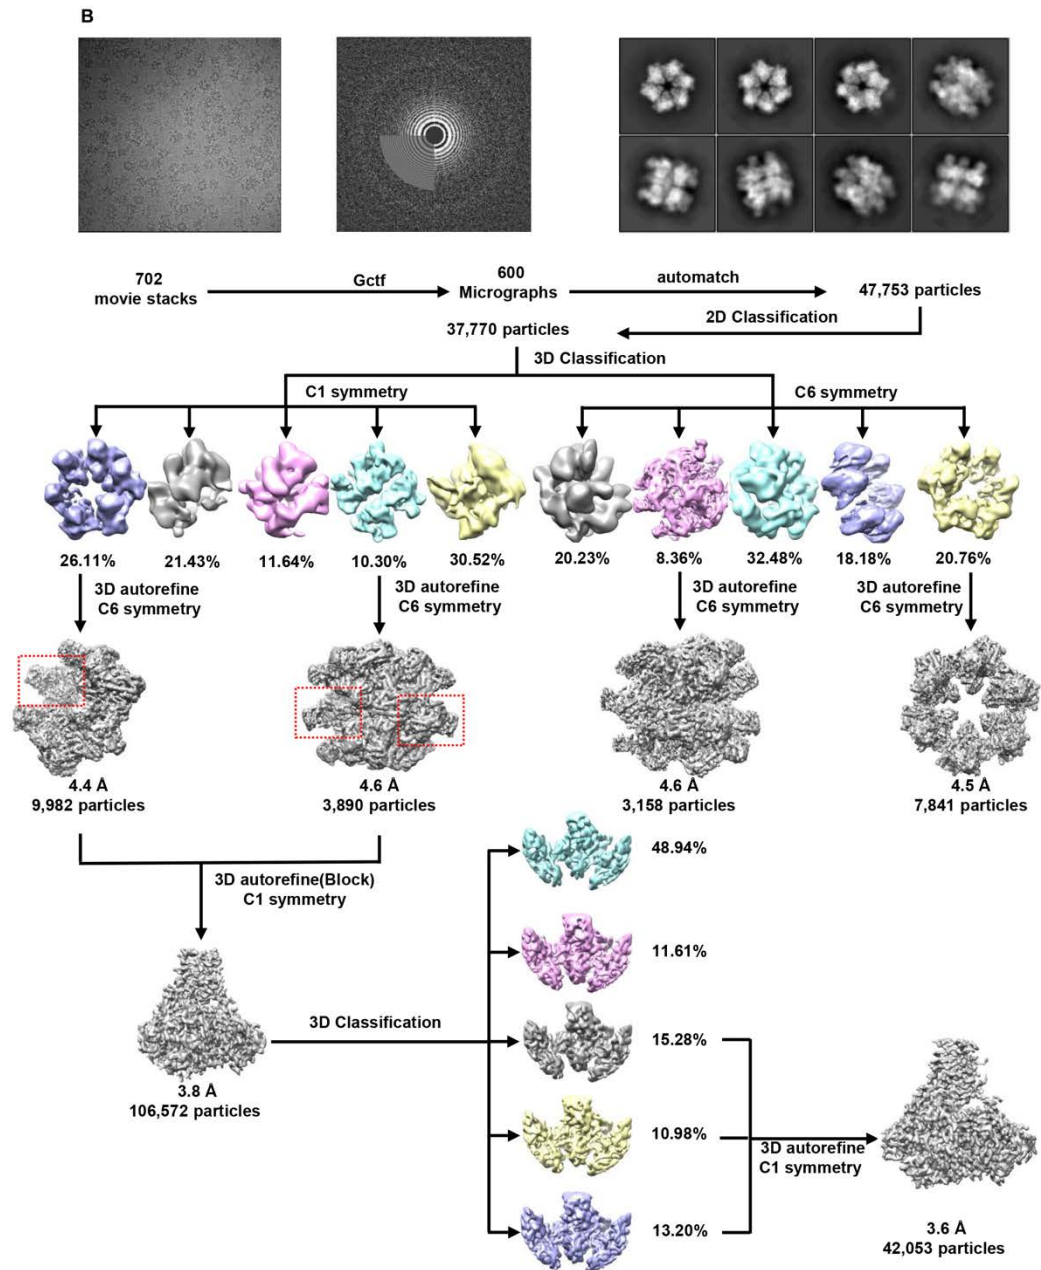 B
702
movie stacks
Gctf
600
Micrographs
automatch
47,753 particles
2D Classification
37,770 particles
3D Classification
C1 symmetry
C6 symmetry
26.11%
21.43%
11.64%
10.30%
30.52%
20.23%
8.36%
32.48%
18.18%
20.76%
3D autorefine
C6 symmetry
3D autorefine
C6 symmetry
3D autorefine
C6 symmetry
3D autorefine
C6 symmetry
4.4 Å
9,982 particles
4.6 Å
3,890 particles
4.6 Å
3,158 particles
4.5 Å
7,841 particles
3D autorefine(Block)
C1 symmetry
3.8 Å
106,572 particles
3D Classification
48.94%
11.61%
15.28%
10.98%
13.20%
3D autorefine
C1 symmetry
3.6 Å
42,053 particles